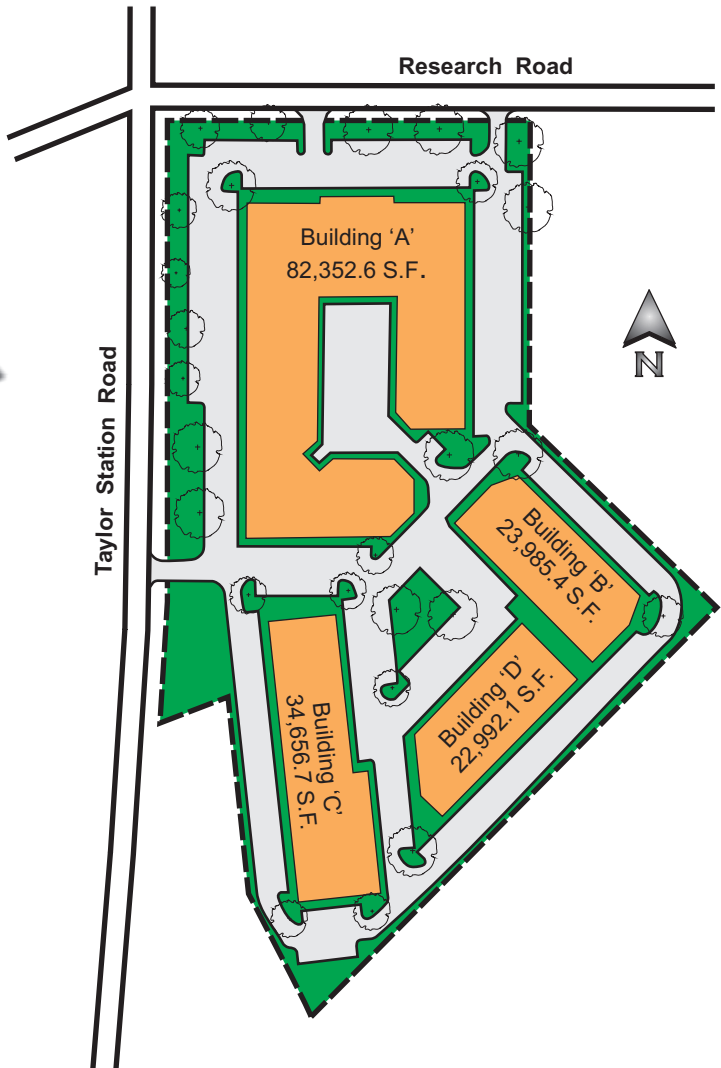 Research Road
Building ‘A’
82,352.6 S.F.
N
Taylor Station Road
Building ‘B’
23,985.4 S.F.
Building ‘D’
22,992.1 S.F.
Building ‘C’
34,656.7 S.F.